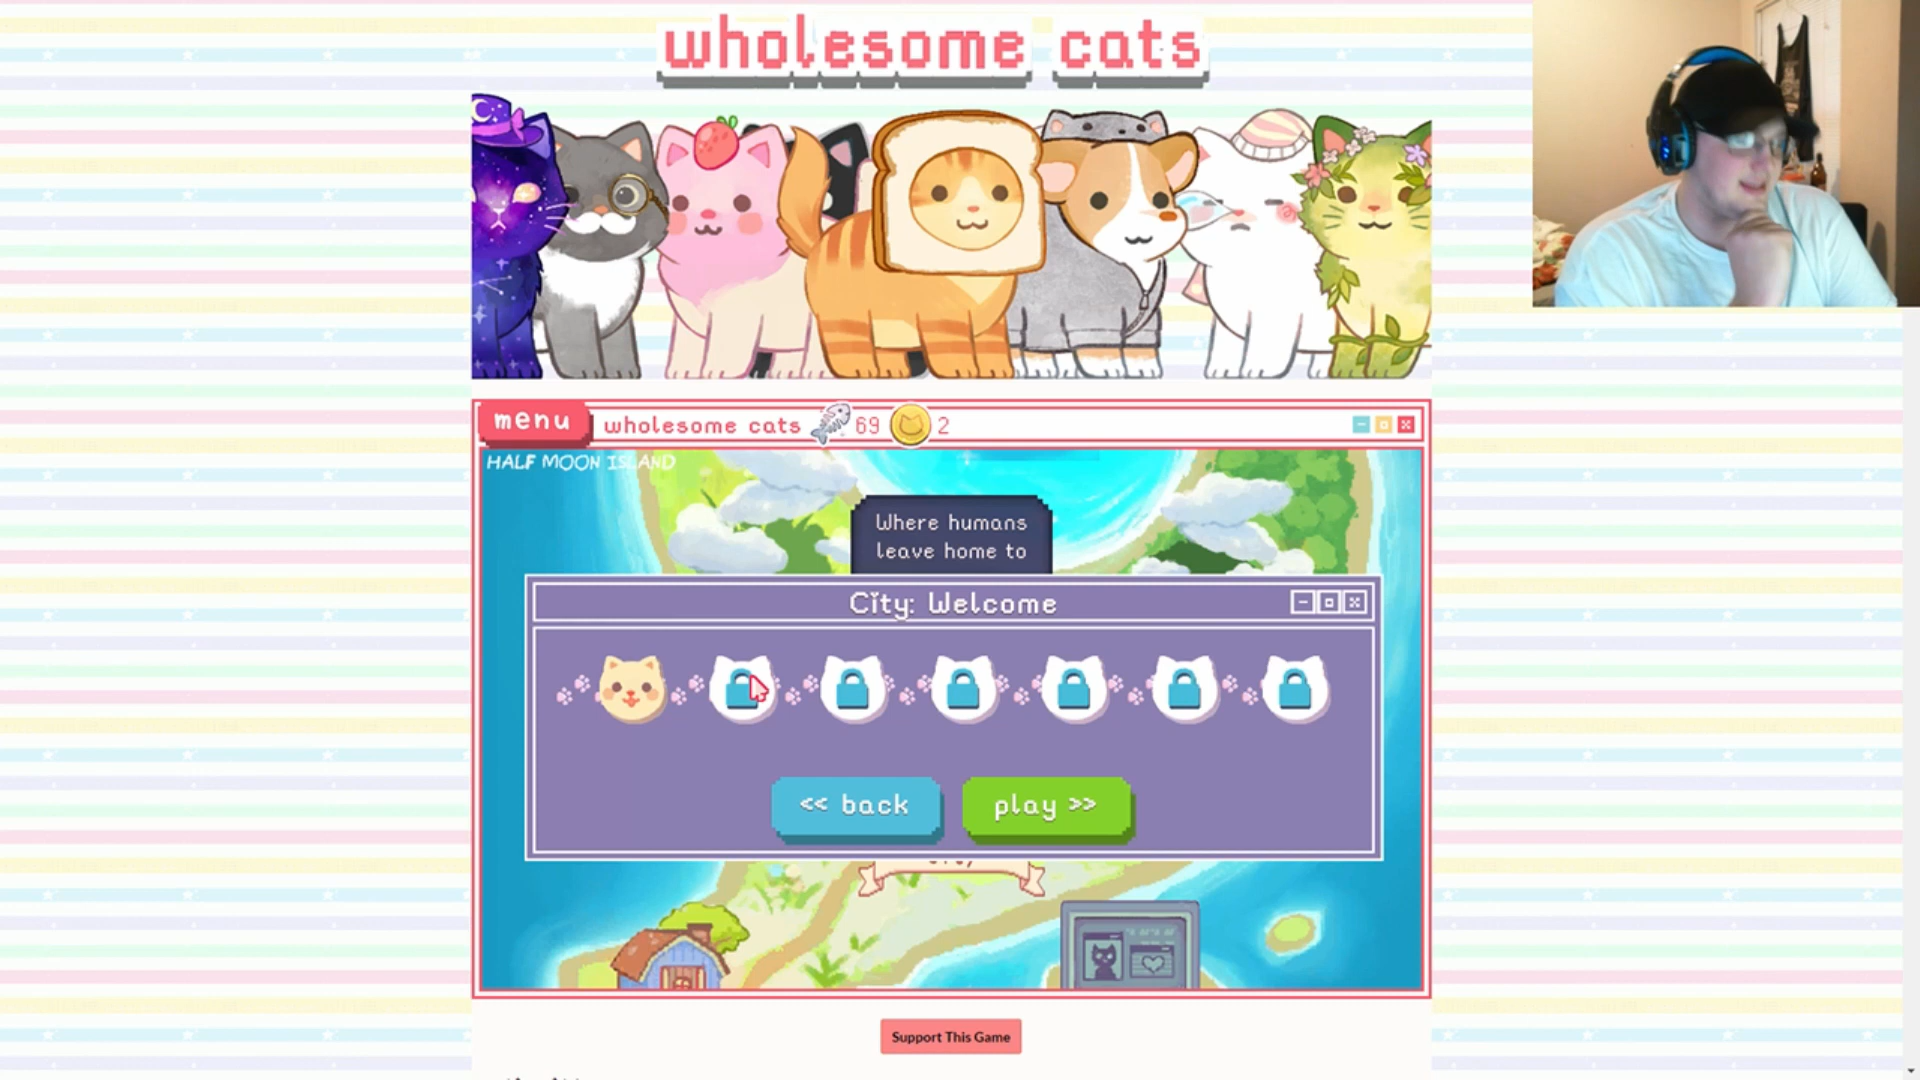 wholesome cats
menu
wholesome cats 69 2
HALF MOON ISLAND
Where humans
leave home to
City: Welcome
<< back
play >>
Support This Game